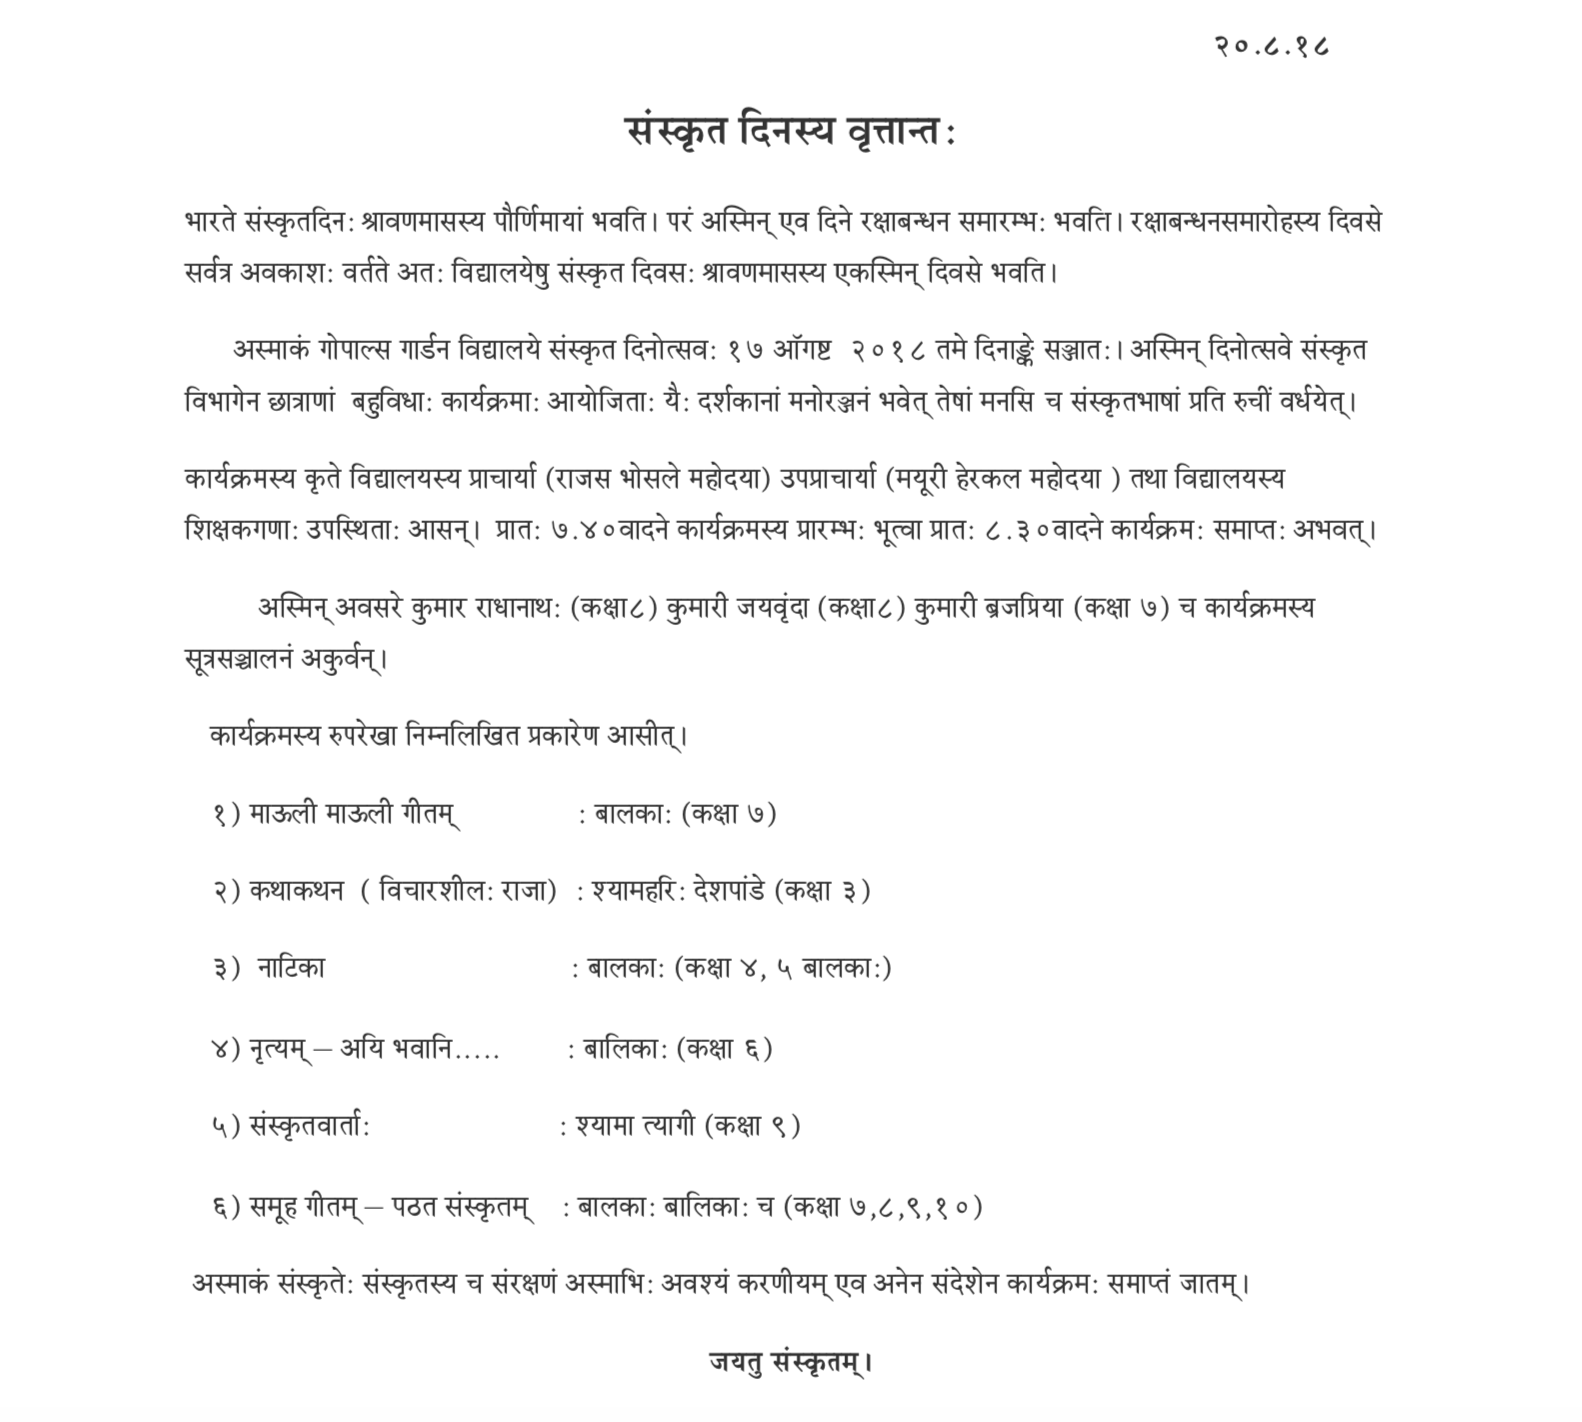 २०.८.१८
संस्कृत दिनस्य वृत्तान्त:
भारते संस्कृतदिन: श्रावणमासस्य पौर्णिमायां भवति। परं अस्मिन् एव दिने रक्षाबन्धन समारम्भ: भवति। रक्षाबन्धनसमारोहस्य दिवसे
सर्वत्र अवकाश: वर्तते अत: विद्यालयेषु संस्कृत दिवस: श्रावणमासस्य एकस्मिन् दिवसे भवति।
अस्माकं गोपाल्स गार्डन विद्यालये संस्कृत दिनोत्सव: १७ ऑगष्ट २०१८ तमे दिनाङ्के सञ्जात:। अस्मिन् दिनोत्सवे संस्कृत
विभागेन छात्राणां बहुविधा: कार्यक्रमा: आयोजिता: यै: दर्शकानां मनोरञ्जनं भवेत् तेषां मनसि च संस्कृतभाषां प्रति रुचीं वर्धयेत्।
कार्यक्रमस्य कृते विद्यालयस्य प्राचार्या (राजस भोसले महोदया) उपप्राचार्या (मयूरी हेरकल महोदया ) तथा विद्यालयस्य
शिक्षकगणा: उपस्थिता: आसन्। प्रात: ७.४०वादने कार्यक्रमस्य प्रारम्भ: भूत्वा प्रात: ८.३०वादने कार्यक्रम: समाप्त: अभवत्।
अस्मिन् अवसरे कुमार राधानाथ: (कक्षा८) कुमारी जयवृंदा (कक्षा८) कुमारी ब्रजप्रिया (कक्षा ७) च कार्यक्रमस्य
सूत्रसञ्चालनं अकुर्वन्।
कार्यक्रमस्य रुपरेखा निम्नलिखित प्रकारेण आसीत्।
१) माऊली माऊली गीतम् : बालका: (कक्षा ७)
२) कथाकथन ( विचारशील: राजा) : श्यामहरि: देशपांडे (कक्षा ३)
३) नाटिका : बालका: (कक्षा ४, ५ बालका:)
४) नृत्यम् – अयि भवानि..... : बालिका: (कक्षा ६)
५) संस्कृतवार्ता: : श्यामा त्यागी (कक्षा ९)
६) समूह गीतम् – पठत संस्कृतम् : बालका: बालिका: च (कक्षा ७,८,९,१०)
अस्माकं संस्कृते: संस्कृतस्य च संरक्षणं अस्माभि: अवश्यं करणीयम् एव अनेन संदेशेन कार्यक्रम: समाप्तं जातम्।
जयतु संस्कृतम्।